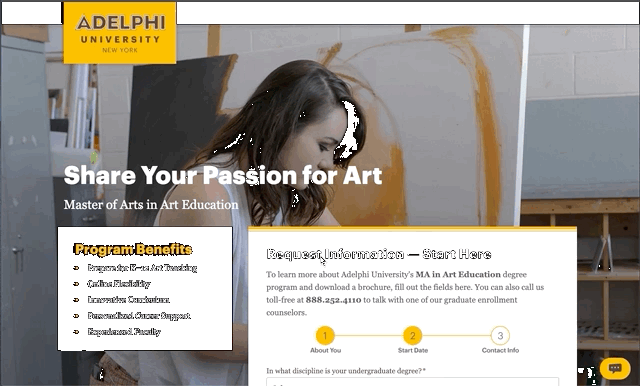 ADELPHI
UNIVERSITY
NEW YORK
Share Your Passion for Art
Master of Arts in Art Education
Program Benefits
Prepare for K–12 Art Teaching
Online Flexibility
Innovative Curriculum
Personalized Career Support
Experienced Faculty
Request Information — Start Here
To learn more about Adelphi University's MA in Art Education degree
program and download a brochure, fill out the fields here. You can also call us
toll-free at 888.252.4110 to talk with one of our graduate enrollment
counselors.
1 2 3
About You Start Date Contact Info
In what discipline is your undergraduate degree?*